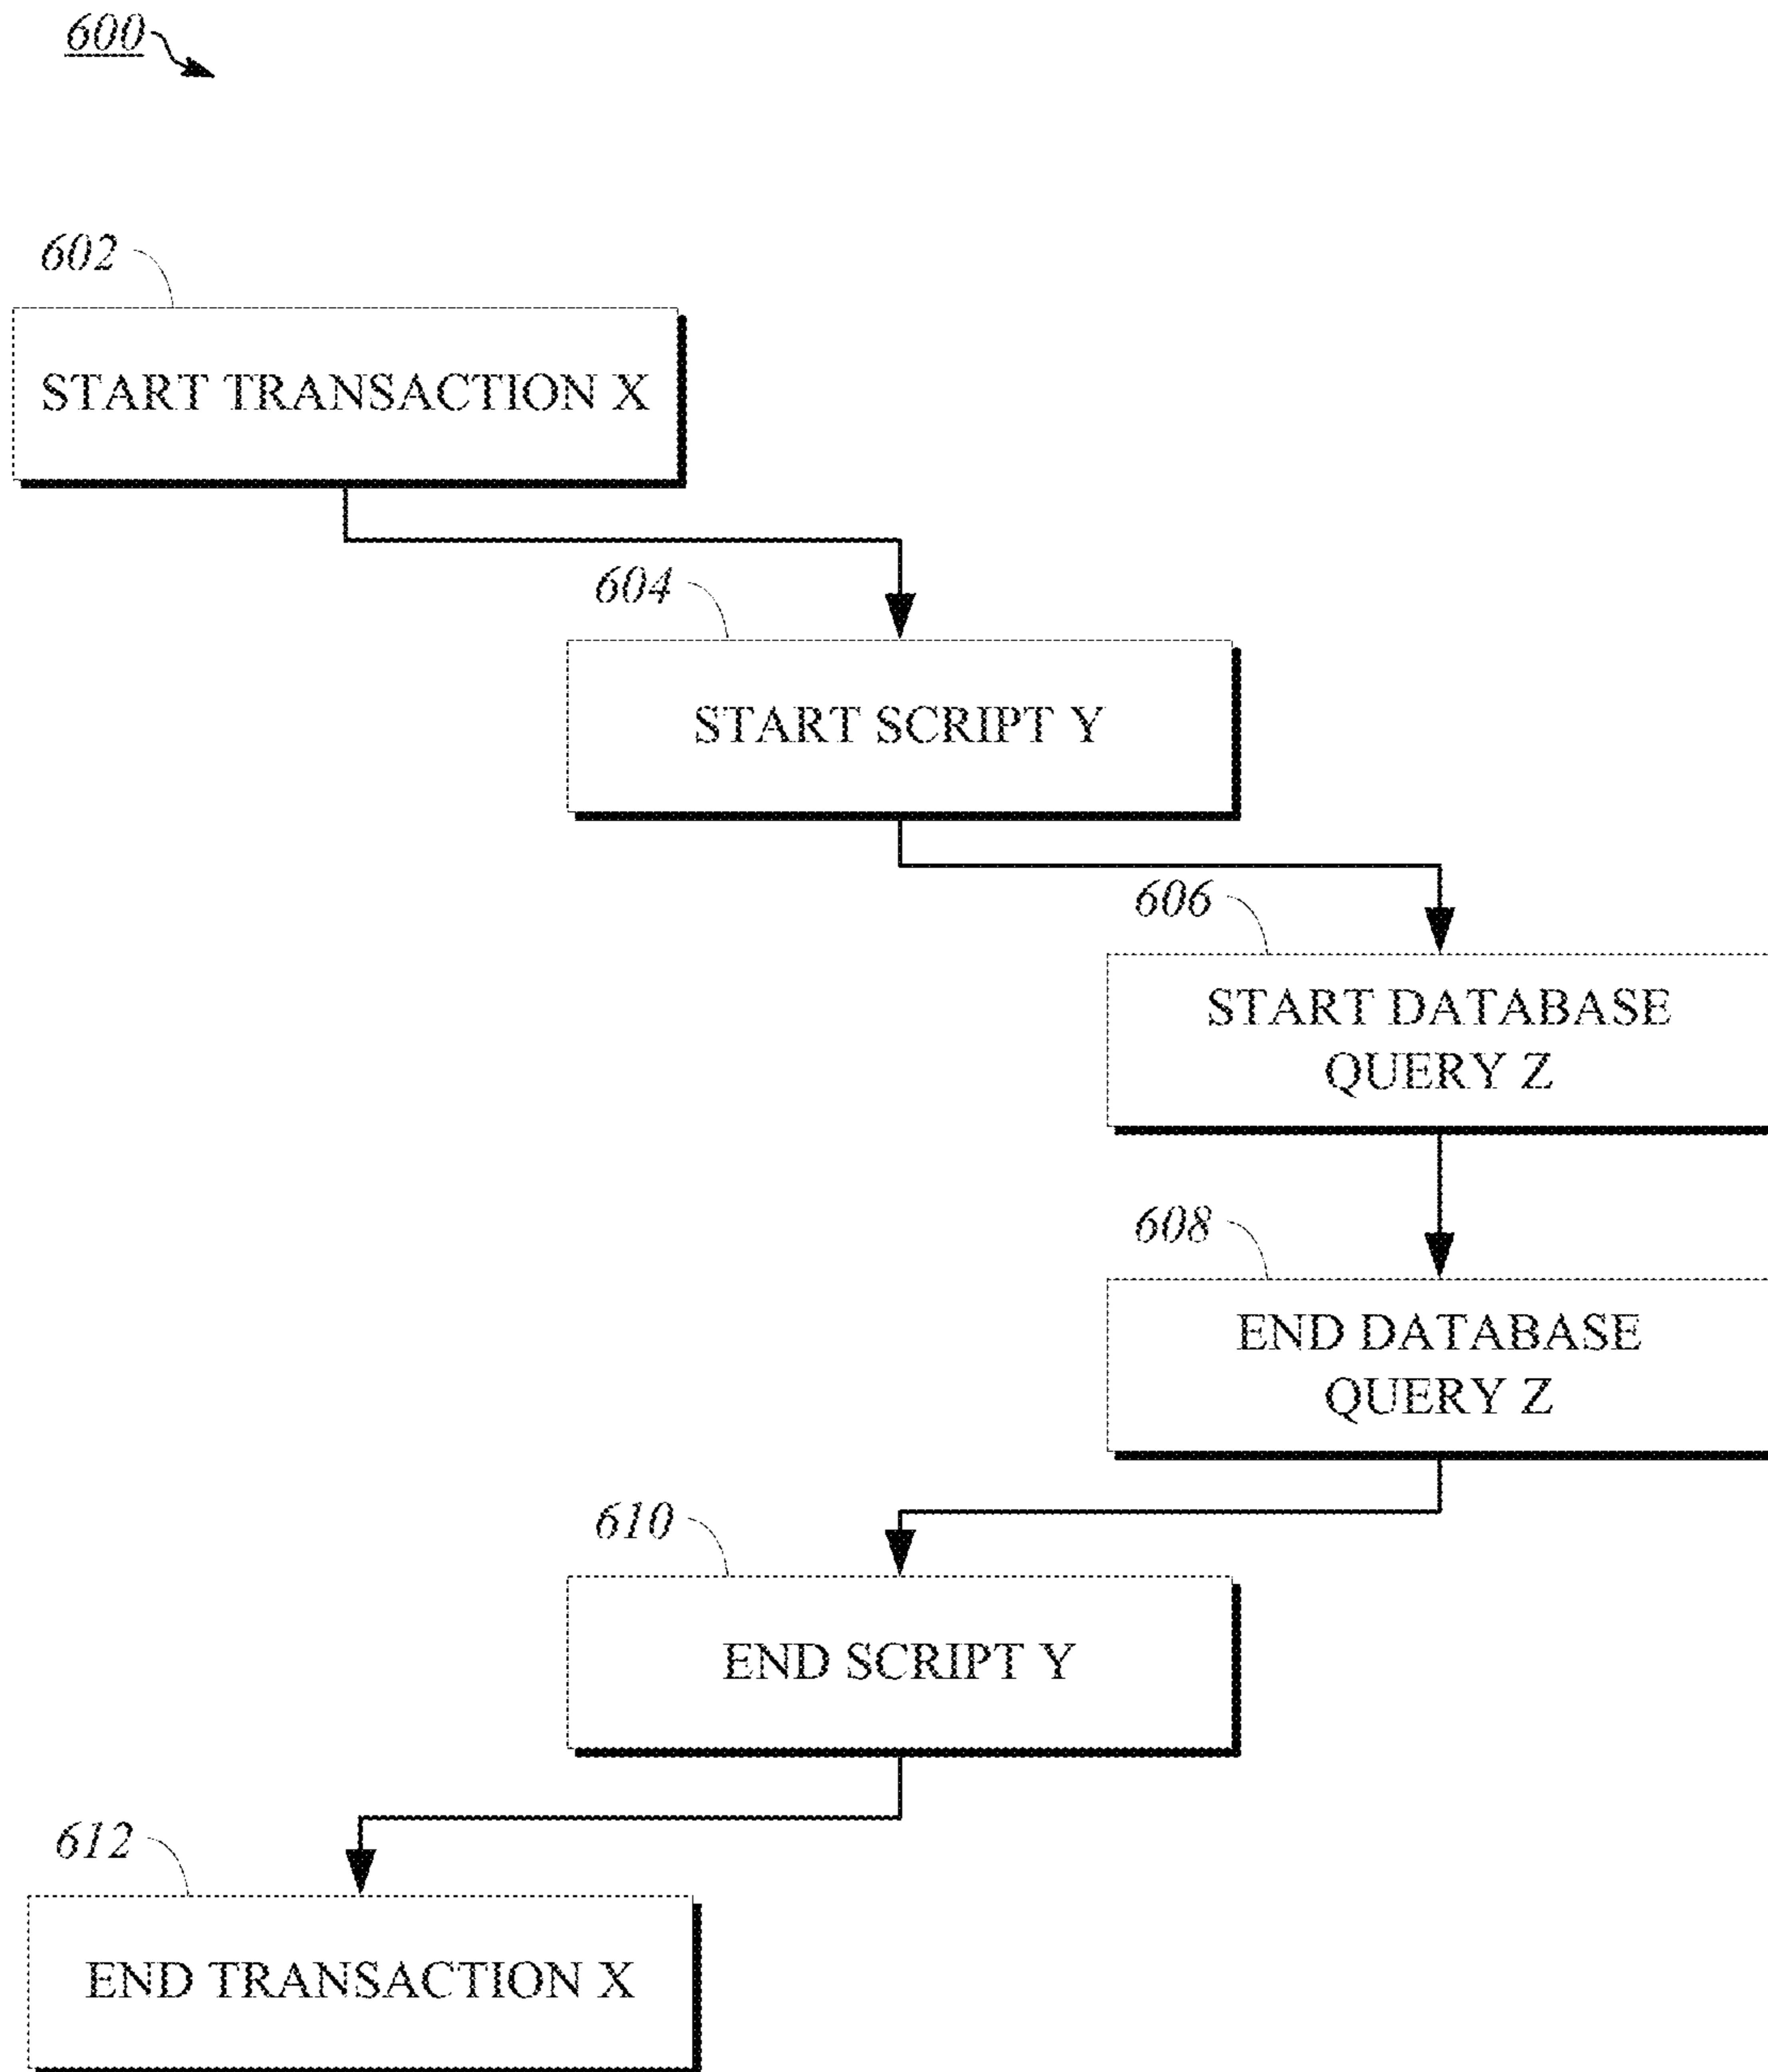 600
602
START TRANSACTION X
604
START SCRIPT Y
606
START DATABASE
QUERY Z
608
END DATABASE
QUERY Z
610
END SCRIPT Y
612
END TRANSACTION X